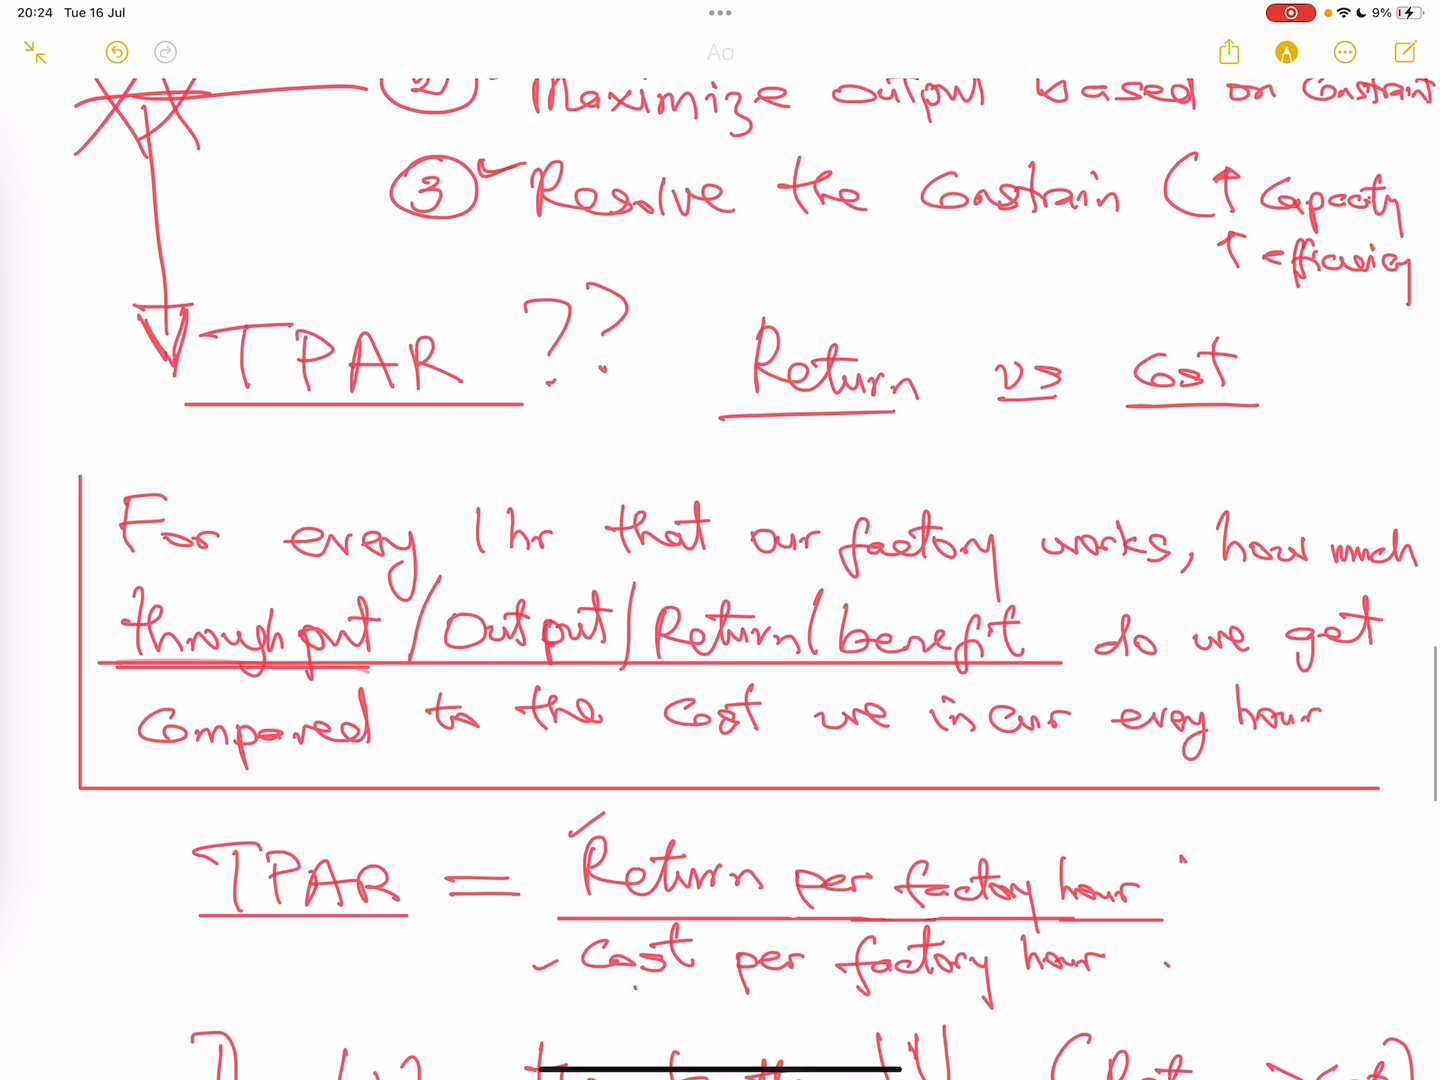 20:24 Tue 16 Jul
9%
Aa
② Maximize output based on Constraint
③ Resolve the Constrain (↑ Capacity
↑ efficiency
TPAR ?? Return vs Cost
For every 1 hr that our factory works, how much
throughput / Output / Return / benefit do we get
Compared to the Cost we incur every hour
TPAR = Return per factory hour
Cost per factory hour